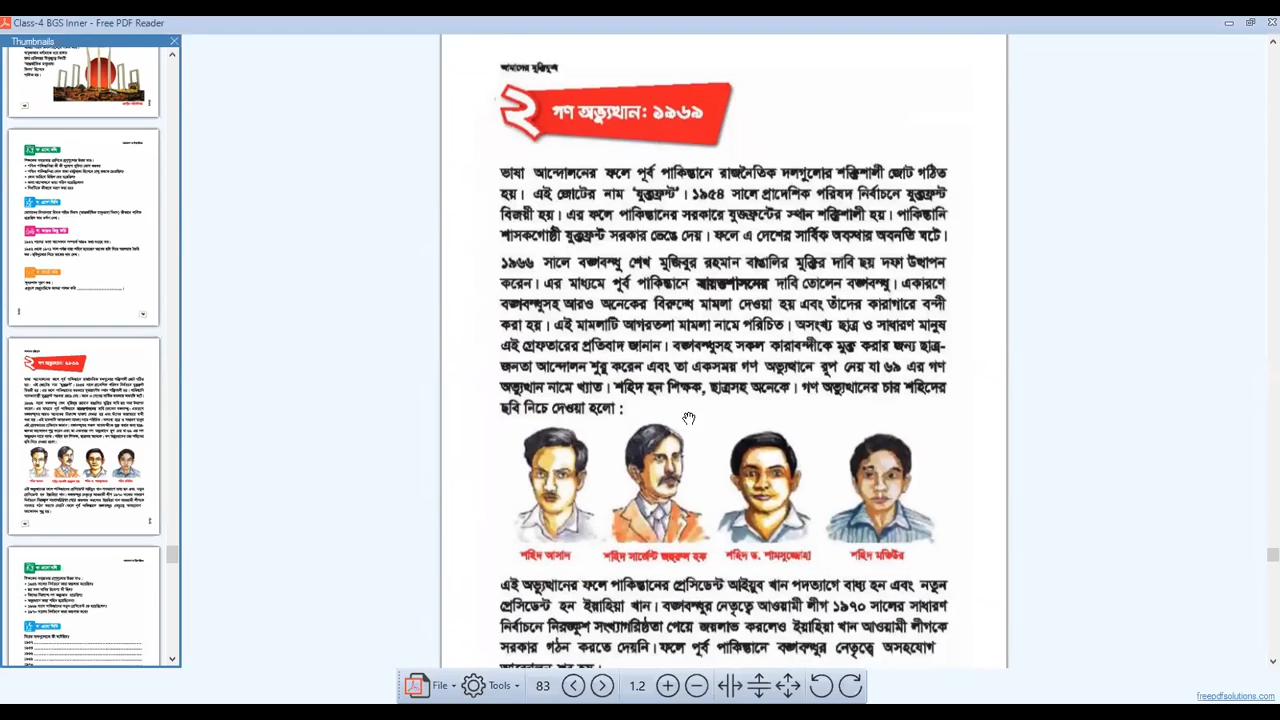 Class-4 BGS Inner - Free PDF Reader
Thumbnails
আমাদের মুক্তিযুদ্ধ
২ গণ অভ্যুত্থান: ১৯৬৯
ভাষা আন্দোলনের ফলে পূর্ব পাকিস্তানে রাজনৈতিক দলগুলোর শক্তিশালী জোট গঠিত
হয়। এই জোটের নাম ‘যুক্তফ্রন্ট’। ১৯৫৪ সালে প্রাদেশিক পরিষদ নির্বাচনে যুক্তফ্রন্ট
বিজয়ী হয়। এর ফলে পাকিস্তানের সরকারে যুক্তফ্রন্টের স্থান শক্তিশালী হয়। পাকিস্তানি
শাসকগোষ্ঠী যুক্তফ্রন্ট সরকার ভেঙ্গে দেয়। ফলে এ দেশের সার্বিক অবস্থার অবনতি ঘটে।
১৯৬৬ সালে বঙ্গবন্ধু শেখ মুজিবুর রহমান বাঙালির মুক্তির দাবি ছয় দফা উত্থাপন
করেন। এর মাধ্যমে পূর্ব পাকিস্তানে স্বায়ত্তশাসনের দাবি তোলেন বঙ্গবন্ধু। একারণে
বঙ্গবন্ধুসহ আরও অনেকের বিরুদ্ধে মামলা দেওয়া হয় এবং তাঁদের কারাগারে বন্দী
করা হয়। এই মামলাটি আগরতলা মামলা নামে পরিচিত। অসংখ্য ছাত্র ও সাধারণ মানুষ
এই গ্রেফতারের প্রতিবাদ জানান। বঙ্গবন্ধুসহ সকল কারাবন্দীকে মুক্ত করার জন্য ছাত্র-
জনতা আন্দোলন শুরু করেন এবং তা একসময় গণ অভ্যুত্থানে রূপ নেয় যা ৬৯ এর গণ
অভ্যুত্থান নামে খ্যাত। শহিদ হন শিক্ষক, ছাত্রসহ অনেকে। গণ অভ্যুত্থানের চার শহিদের
ছবি নিচে দেওয়া হলো :
শহিদ আসাদ
শহিদ সার্জেন্ট জহুরুল হক
শহিদ ড. শামসুজ্জোহা
শহিদ মতিউর
এই অভ্যুত্থানের ফলে পাকিস্তানের প্রেসিডেন্ট আইয়ুব খান পদত্যাগে বাধ্য হন এবং নতুন
প্রেসিডেন্ট হন ইয়াহিয়া খান। বঙ্গবন্ধুর নেতৃত্বে আওয়ামী লীগ ১৯৭০ সালের সাধারণ
নির্বাচনে নিরঙ্কুশ সংখ্যাগরিষ্ঠতা পেয়ে জয়লাভ করলেও ইয়াহিয়া খান আওয়ামী লীগকে
সরকার গঠন করতে দেয়নি। ফলে পূর্ব পাকিস্তানে বঙ্গবন্ধুর নেতৃত্বে অসহযোগ
আন্দোলন শুরু হয়।
File Tools 83 1.2
freepdfsolutions.com